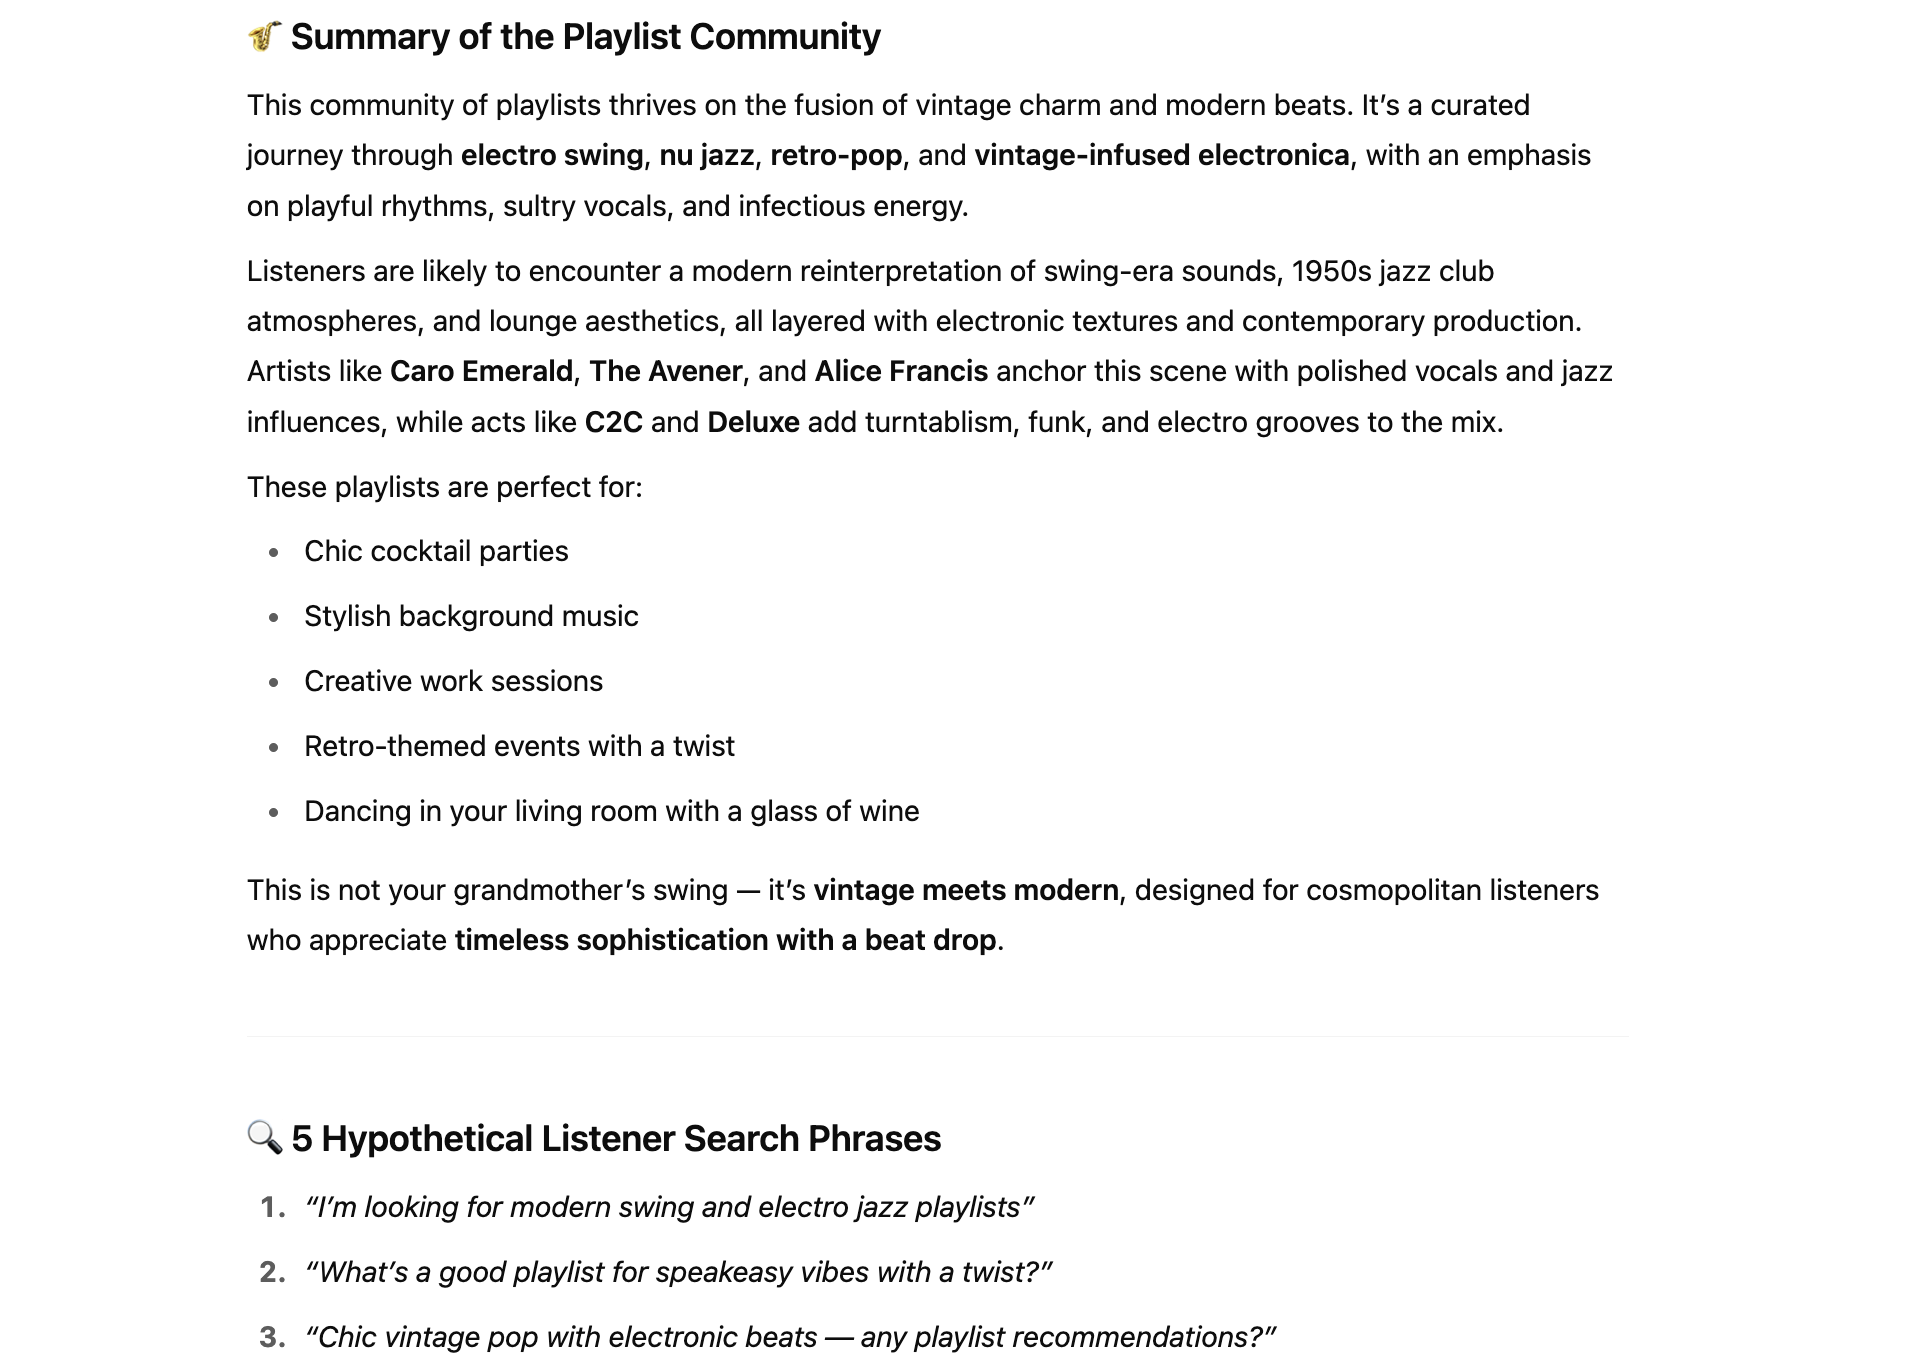 🎷 Summary of the Playlist Community
This community of playlists thrives on the fusion of vintage charm and modern beats. It’s a curated
journey through electro swing, nu jazz, retro-pop, and vintage-infused electronica, with an emphasis
on playful rhythms, sultry vocals, and infectious energy.
Listeners are likely to encounter a modern reinterpretation of swing-era sounds, 1950s jazz club
atmospheres, and lounge aesthetics, all layered with electronic textures and contemporary production.
Artists like Caro Emerald, The Avener, and Alice Francis anchor this scene with polished vocals and jazz
influences, while acts like C2C and Deluxe add turntablism, funk, and electro grooves to the mix.
These playlists are perfect for:
• Chic cocktail parties
• Stylish background music
• Creative work sessions
• Retro-themed events with a twist
• Dancing in your living room with a glass of wine
This is not your grandmother’s swing — it’s vintage meets modern, designed for cosmopolitan listeners
who appreciate timeless sophistication with a beat drop.
🔍 5 Hypothetical Listener Search Phrases
1. “I’m looking for modern swing and electro jazz playlists”
2. “What’s a good playlist for speakeasy vibes with a twist?”
3. “Chic vintage pop with electronic beats — any playlist recommendations?”